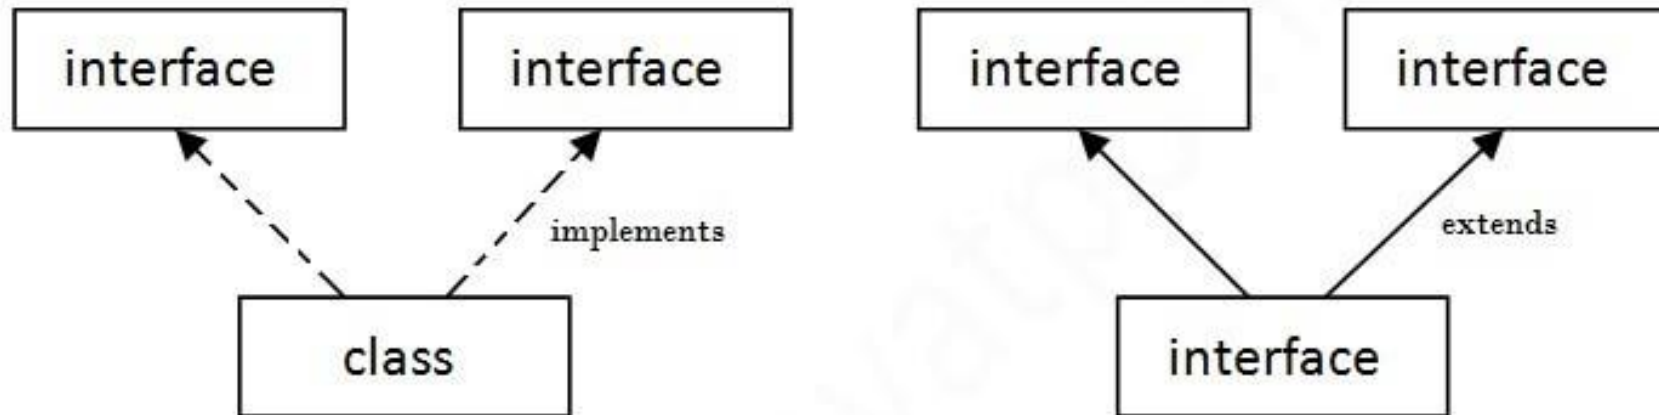 interface
interface
interface
interface
implements
extends
class
interface